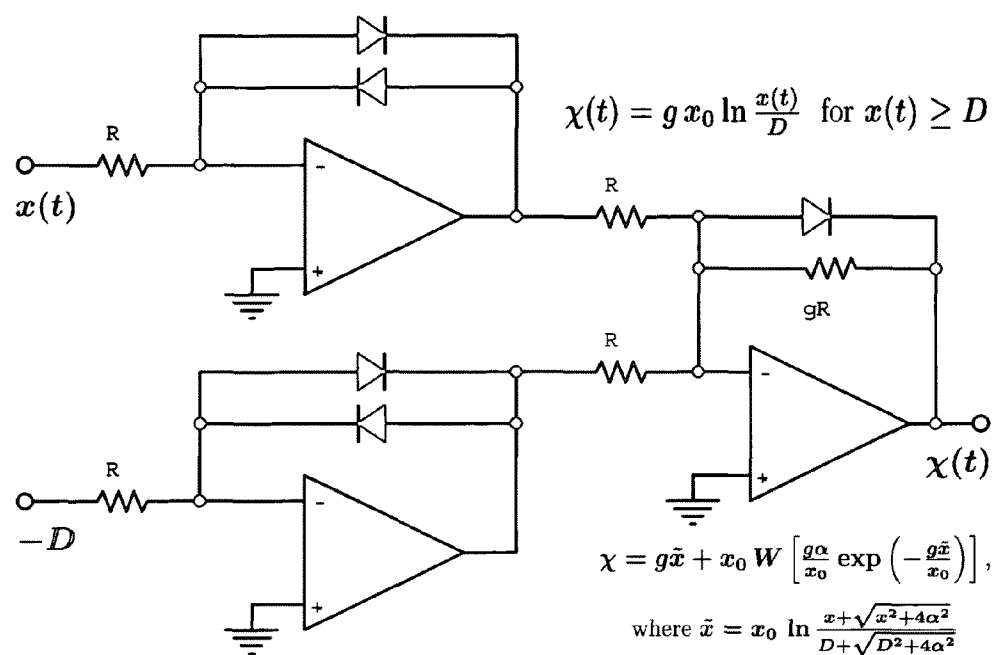 χ(t) = g x₀ ln x(t)/D for x(t) ≥ D
R
-
x(t)
+
R
gR
R
-
R
-
+
χ(t)
-D
+
χ = gx̃ + x₀ W [gα/x₀ exp (-gx̃/x₀)],
where x̃ = x₀ ln x+√x²+4α²/D+√D²+4α²